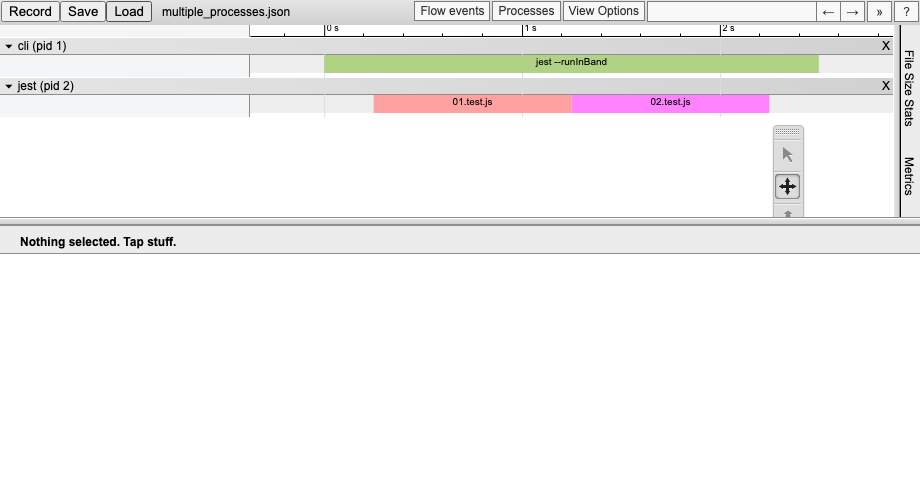 Record Save Load multiple_processes.json Flow events Processes View Options ← → » ?
0 s 1 s 2 s
cli (pid 1) X
jest --runInBand
jest (pid 2) X
01.test.js 02.test.js
File Size Stats
Metrics
Nothing selected. Tap stuff.